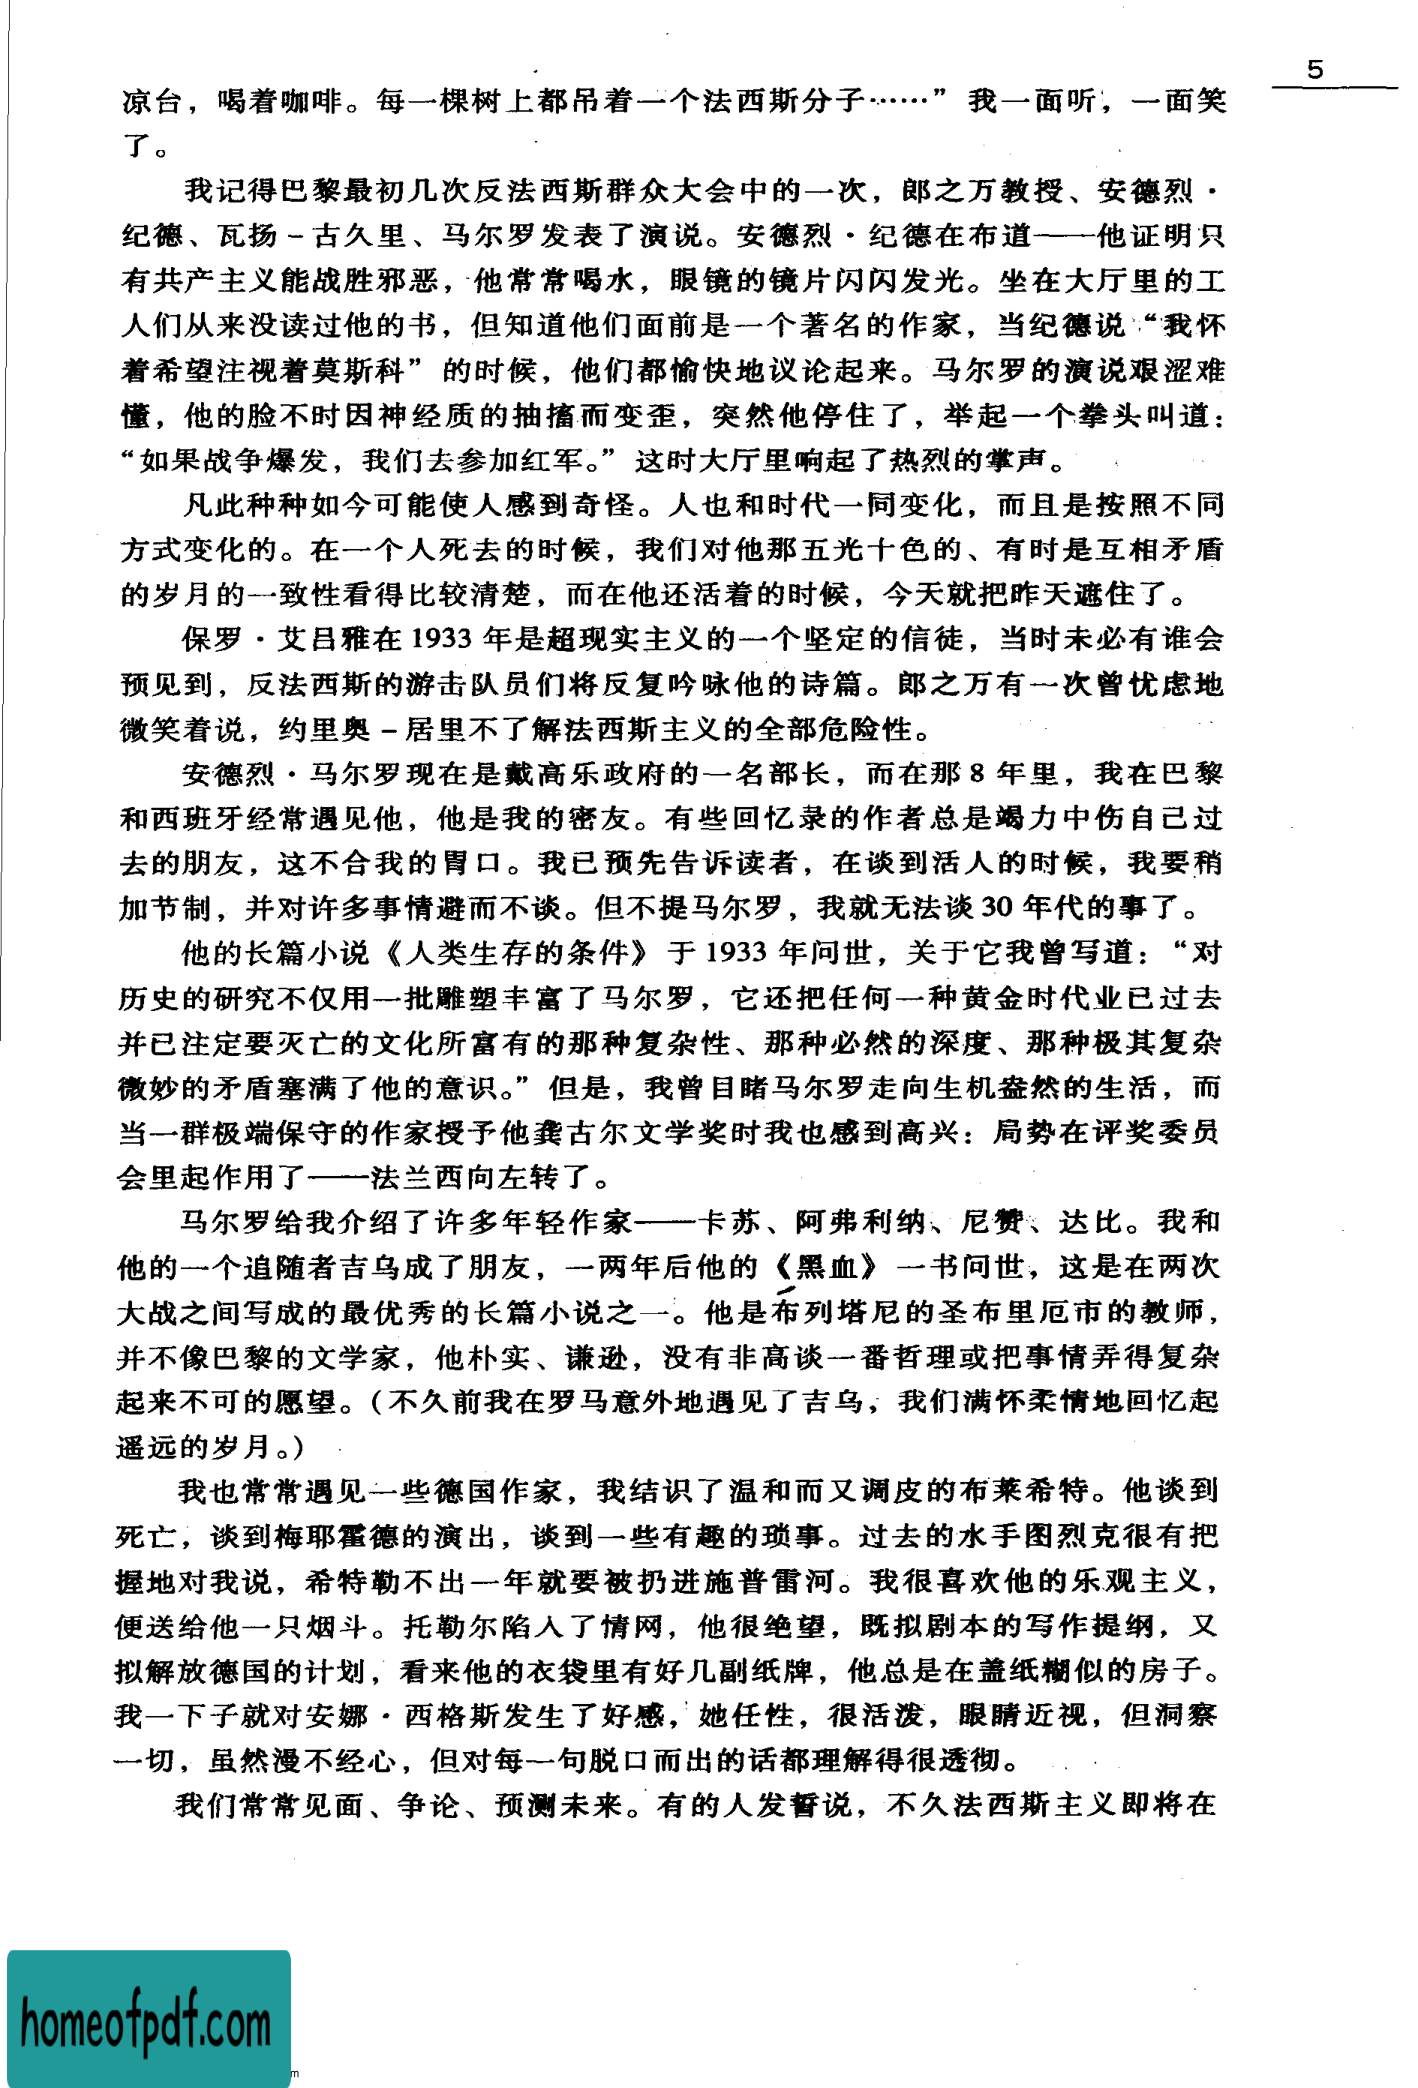 5
凉台，喝着咖啡。每一棵树上都吊着一个法西斯分子……”我一面听，一面笑
了。
我记得巴黎最初几次反法西斯群众大会中的一次，郎之万教授、安德烈·
纪德、瓦扬－古久里、马尔罗发表了演说。安德烈·纪德在布道——他证明只
有共产主义能战胜邪恶，他常常喝水，眼镜的镜片闪闪发光。坐在大厅里的工
人们从来没读过他的书，但知道他们面前是一个著名的作家，当纪德说“我怀
着希望注视着莫斯科”的时候，他们都愉快地议论起来。马尔罗的演说艰涩难
懂，他的脸不时因神经质的抽搐而变歪，突然他停住了，举起一个拳头叫道：
“如果战争爆发，我们去参加红军。”这时大厅里响起了热烈的掌声。
凡此种种如今可能使人感到奇怪。人也和时代一同变化，而且是按照不同
方式变化的。在一个人死去的时候，我们对他那五光十色的、有时是互相矛盾
的岁月的一致性看得比较清楚，而在他还活着的时候，今天就把昨天遮住了。
保罗·艾吕雅在1933年是超现实主义的一个坚定的信徒，当时未必有谁会
预见到，反法西斯的游击队员们将反复吟咏他的诗篇。郎之万有一次曾忧虑地
微笑着说，约里奥－居里不了解法西斯主义的全部危险性。
安德烈·马尔罗现在是戴高乐政府的一名部长，而在那8年里，我在巴黎
和西班牙经常遇见他，他是我的密友。有些回忆录的作者总是竭力中伤自己过
去的朋友，这不合我的胃口。我已预先告诉读者，在谈到活人的时候，我要稍
加节制，并对许多事情避而不谈。但不提马尔罗，我就无法谈30年代的事了。
他的长篇小说《人类生存的条件》于1933年问世，关于它我曾写道：“对
历史的研究不仅用一批雕塑丰富了马尔罗，它还把任何一种黄金时代业已过去
并已注定要灭亡的文化所富有的那种复杂性、那种必然的深度、那种极其复杂
微妙的矛盾塞满了他的意识。”但是，我曾目睹马尔罗走向生机盎然的生活，而
当一群极端保守的作家授予他龚古尔文学奖时我也感到高兴：局势在评奖委员
会里起作用了——法兰西向左转了。
马尔罗给我介绍了许多年轻作家——卡苏、阿弗利纳、尼赞、达比。我和
他的一个追随者吉乌成了朋友，一两年后他的《黑血》一书问世，这是在两次
大战之间写成的最优秀的长篇小说之一。他是布列塔尼的圣布里厄市的教师，
并不像巴黎的文学家，他朴实、谦逊，没有非高谈一番哲理或把事情弄得复杂
起来不可的愿望。（不久前我在罗马意外地遇见了吉乌，我们满怀柔情地回忆起
遥远的岁月。）
我也常常遇见一些德国作家，我结识了温和而又调皮的布莱希特。他谈到
死亡，谈到梅耶霍德的演出，谈到一些有趣的琐事。过去的水手图烈克很有把
握地对我说，希特勒不出一年就要被扔进施普雷河。我很喜欢他的乐观主义，
便送给他一只烟斗。托勒尔陷入了情网，他很绝望，既拟剧本的写作提纲，又
拟解放德国的计划，看来他的衣袋里有好几副纸牌，他总是在盖纸糊似的房子。
我一下子就对安娜·西格斯发生了好感，她任性，很活泼，眼睛近视，但洞察
一切，虽然漫不经心，但对每一句脱口而出的话都理解得很透彻。
我们常常见面、争论、预测未来。有的人发誓说，不久法西斯主义即将在
homeofpdf.com
m